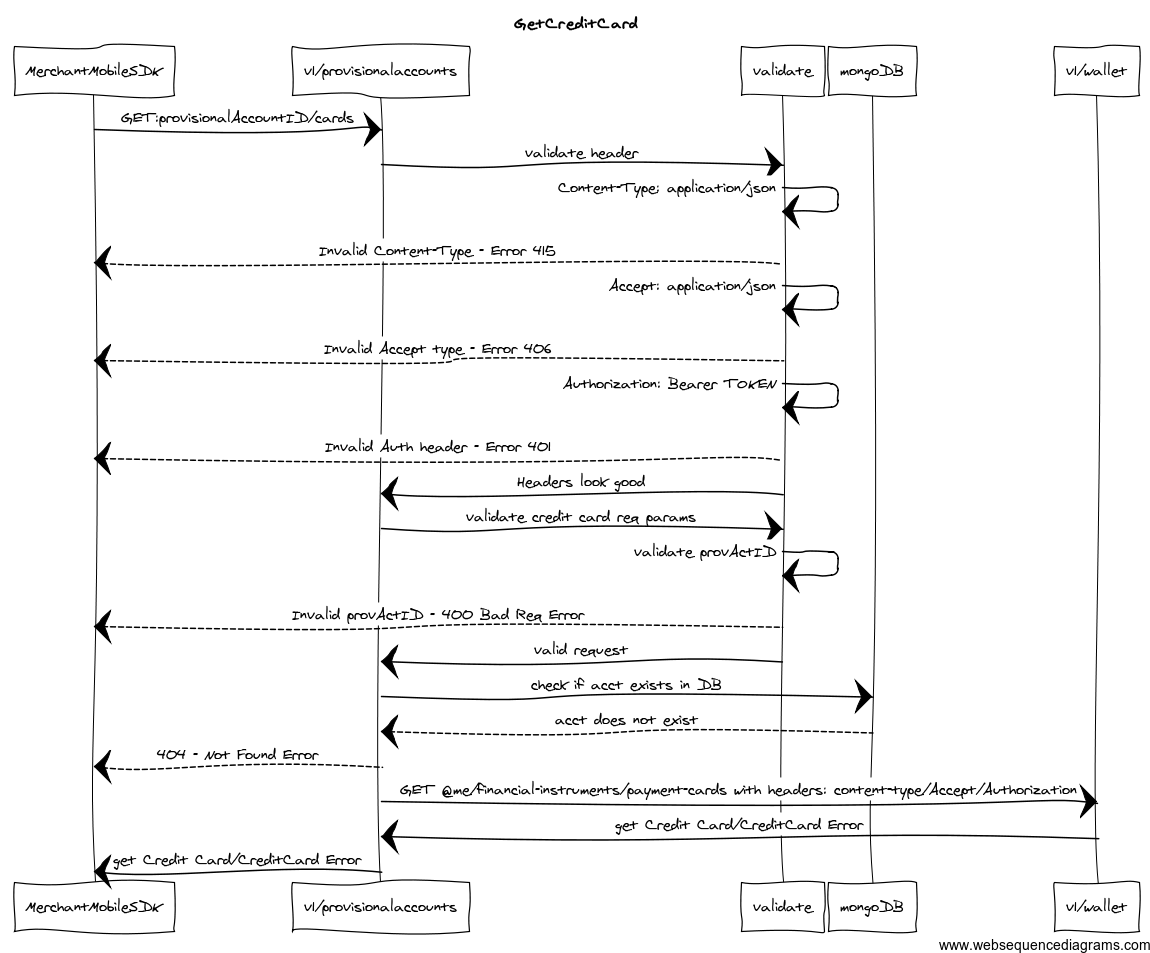 GetCreditCard
MerchantMobileSDK
v1/provisionalaccounts
validate
mongoDB
v1/wallet
GET:provisionalAccountID/cards
validate header
Content-Type: application/json
Invalid Content-Type - Error 415
Accept: application/json
Invalid Accept type - Error 406
Authorization: Bearer TOKEN
Invalid Auth header - Error 401
Headers look good
validate credit card req params
validate provActID
Invalid provActID - 400 Bad Req Error
valid request
check if acct exists in DB
acct does not exist
404 - Not Found Error
GET @me/financial-instruments/payment-cards with headers: content-type/Accept/Authorization
get Credit Card/CreditCard Error
get Credit Card/CreditCard Error
MerchantMobileSDK
v1/provisionalaccounts
validate
mongoDB
v1/wallet
www.websequencediagrams.com